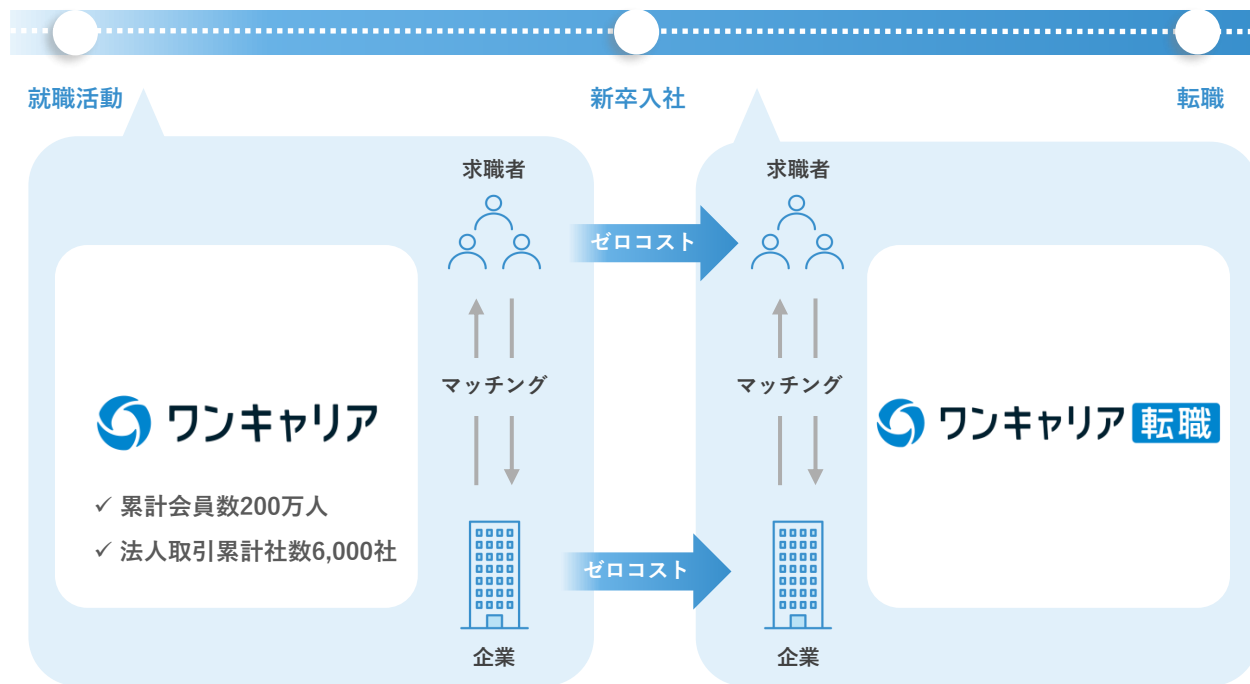 就職活動
新卒入社
転職
求職者
求職者
ゼロコスト
マッチング
マッチング
ワンキャリア
ワンキャリア 転職
✓ 累計会員数200万人
✓ 法人取引累計社数6,000社
ゼロコスト
企業
企業